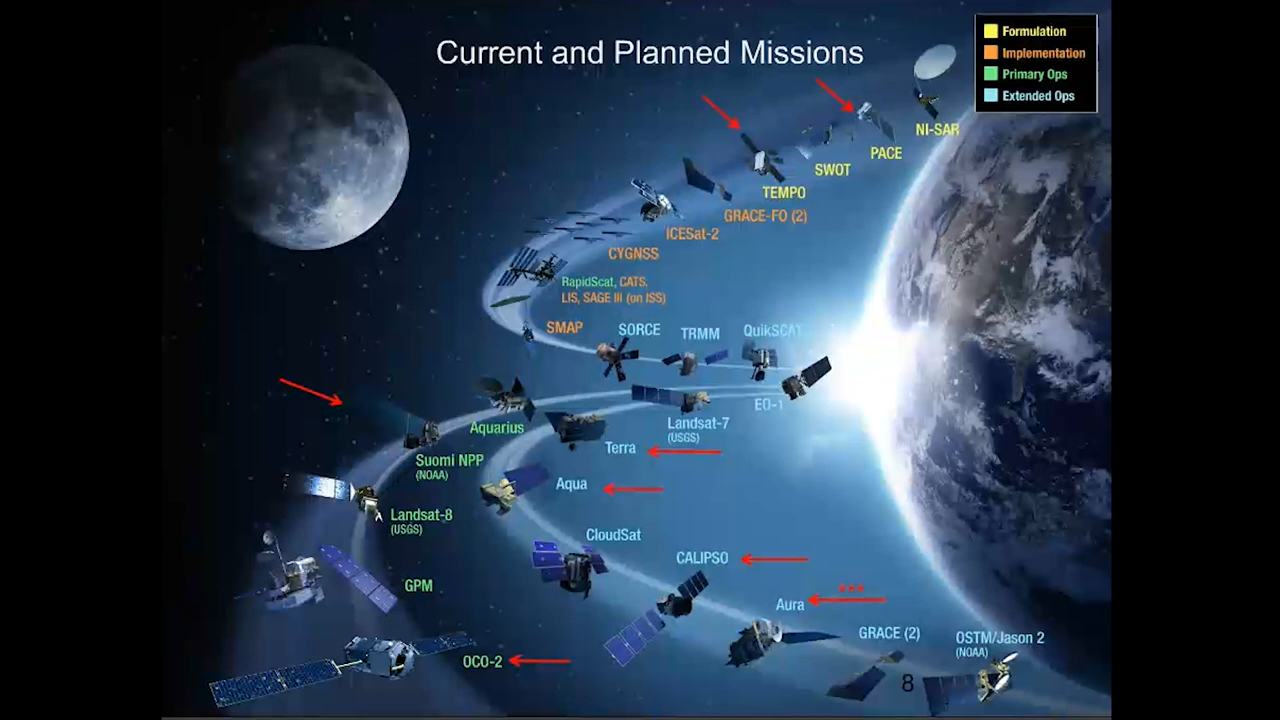 Current and Planned Missions
Formulation
Implementation
Primary Ops
Extended Ops
NI-SAR
PACE
SWOT
TEMPO
GRACE-FO (2)
ICESat-2
CYGNSS
RapidScat, CATS,
LIS, SAGE III (on ISS)
SMAP
SORCE
TRMM
QuikSCAT
EO-1
Landsat-7
(USGS)
Aquarius
Terra
Suomi NPP
(NOAA)
Aqua
Landsat-8
(USGS)
CloudSat
CALIPSO
GPM
***
Aura
GRACE (2)
OSTM/Jason 2
(NOAA)
OCO-2
8